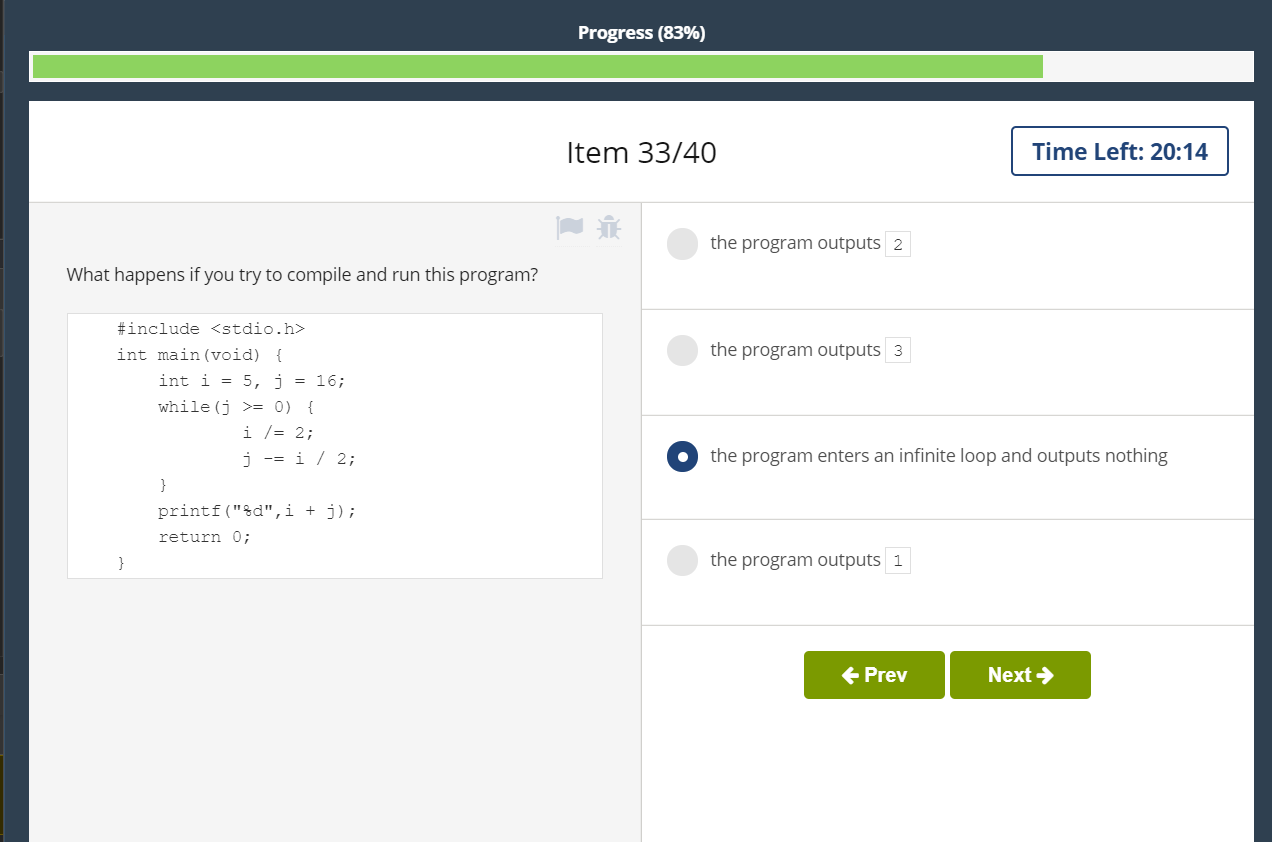 Progress (83%)
Item 33/40
Time Left: 20:14
What happens if you try to compile and run this program?
#include <stdio.h>
int main(void) {
    int i = 5, j = 16;
    while(j >= 0) {
            i /= 2;
            j -= i / 2;
    }
    printf("%d",i + j);
    return 0;
}
the program outputs 2
the program outputs 3
the program enters an infinite loop and outputs nothing
the program outputs 1
Prev
Next